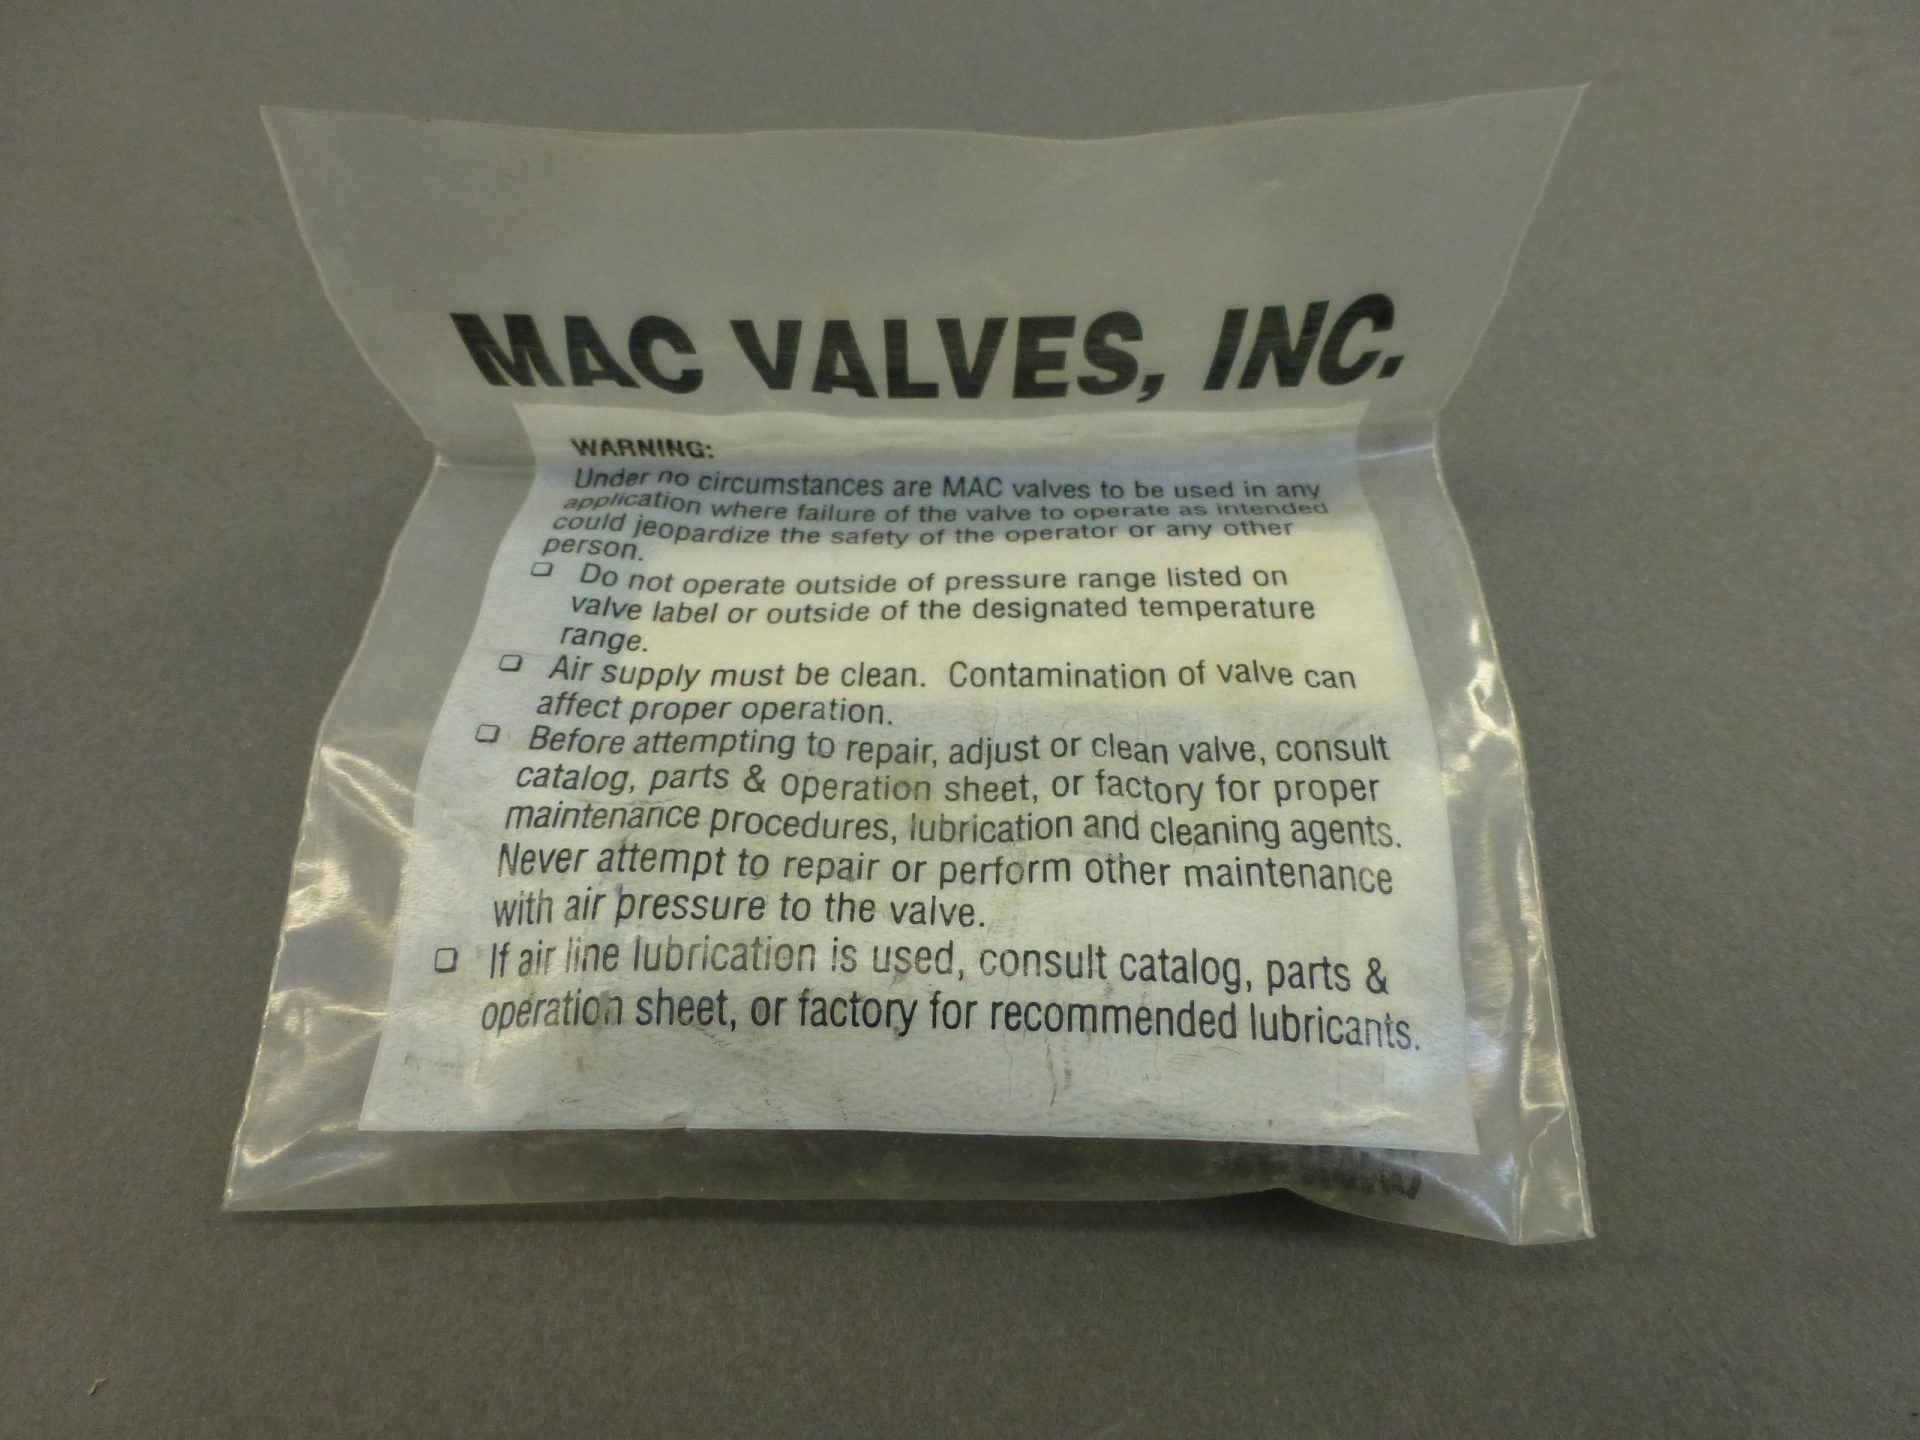 MAC VALVES, INC.
WARNING:
Under no circumstances are MAC valves to be used in any
application where failure of the valve to operate as intended
could jeopardize the safety of the operator or any other
person.
❑ Do not operate outside of pressure range listed on
valve label or outside of the designated temperature
range.
❑ Air supply must be clean. Contamination of valve can
affect proper operation.
❑ Before attempting to repair, adjust or clean valve, consult
catalog, parts & operation sheet, or factory for proper
maintenance procedures, lubrication and cleaning agents.
Never attempt to repair or perform other maintenance
with air pressure to the valve.
❑ If air line lubrication is used, consult catalog, parts &
operation sheet, or factory for recommended lubricants.